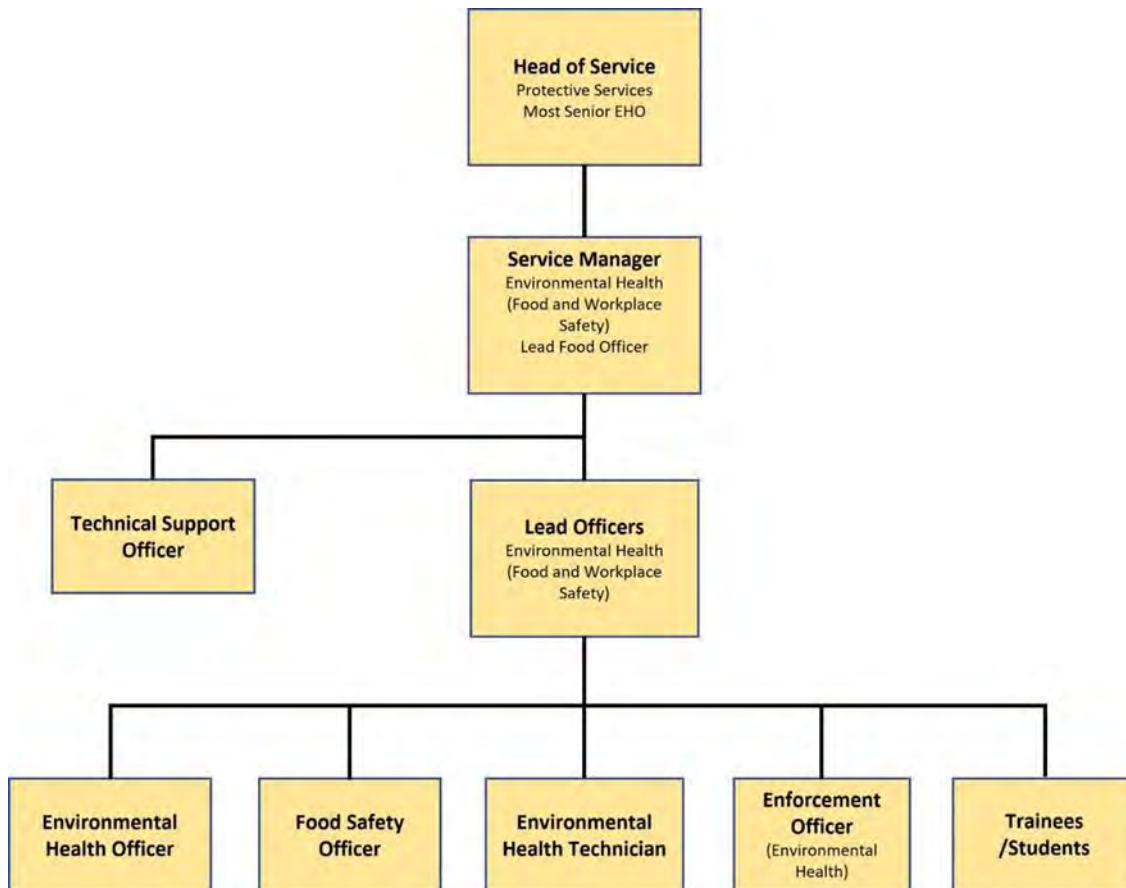 Head of Service
Protective Services
Most Senior EHO
Service Manager
Environmental Health
(Food and Workplace
Safety)
Lead Food Officer
Technical Support
Officer
Lead Officers
Environmental Health
(Food and Workplace
Safety)
Environmental
Health Officer
Food Safety
Officer
Environmental
Health Technician
Enforcement
Officer
(Environmental
Health)
Trainees
/Students